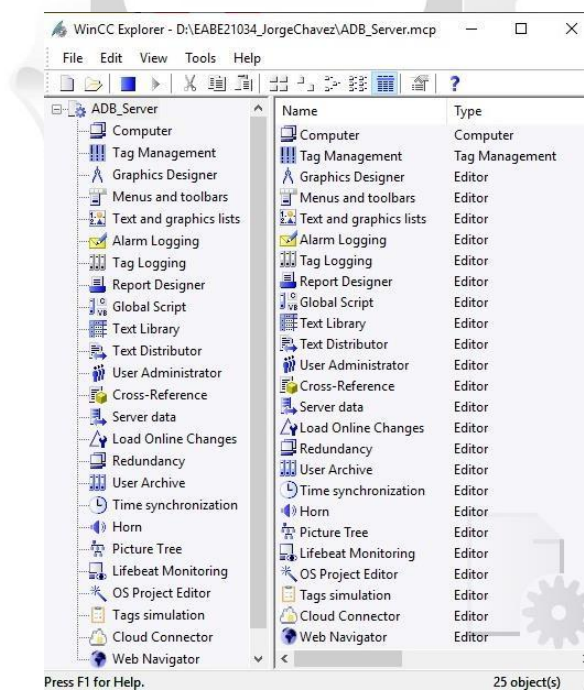 WinCC Explorer - D:\EABE21034_JorgeChavez\ADB_Server.mcp
File Edit View Tools Help
ADB_Server
Computer
Tag Management
Graphics Designer
Menus and toolbars
Text and graphics lists
Alarm Logging
Tag Logging
Report Designer
Global Script
Text Library
Text Distributor
User Administrator
Cross-Reference
Server data
Load Online Changes
Redundancy
User Archive
Time synchronization
Horn
Picture Tree
Lifebeat Monitoring
OS Project Editor
Tags simulation
Cloud Connector
Web Navigator
Name Type
Computer Computer
Tag Management Tag Management
Graphics Designer Editor
Menus and toolbars Editor
Text and graphics lists Editor
Alarm Logging Editor
Tag Logging Editor
Report Designer Editor
Global Script Editor
Text Library Editor
Text Distributor Editor
User Administrator Editor
Cross-Reference Editor
Server data Editor
Load Online Changes Editor
Redundancy Editor
User Archive Editor
Time synchronization Editor
Horn Editor
Picture Tree Editor
Lifebeat Monitoring Editor
OS Project Editor Editor
Tags simulation Editor
Cloud Connector Editor
Web Navigator Editor
Press F1 for Help. 25 object(s)